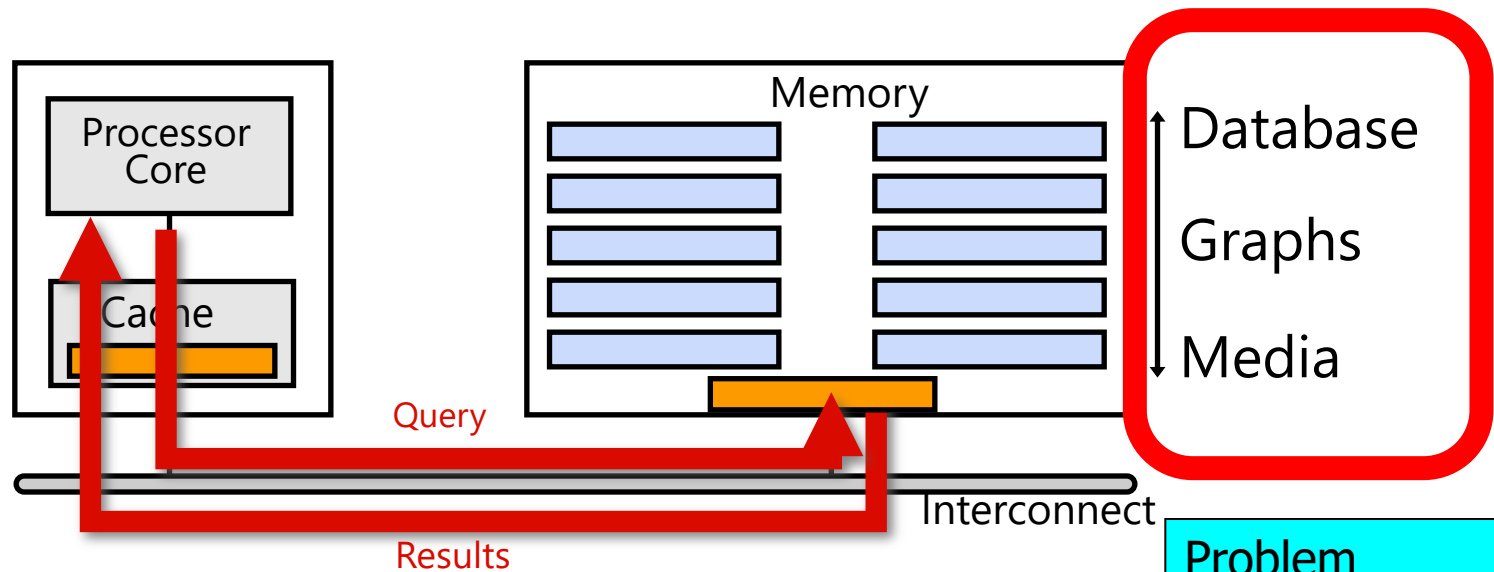 Processor
Core
Cache
Memory
Database
Graphs
Media
Query
Interconnect
Results
Problem